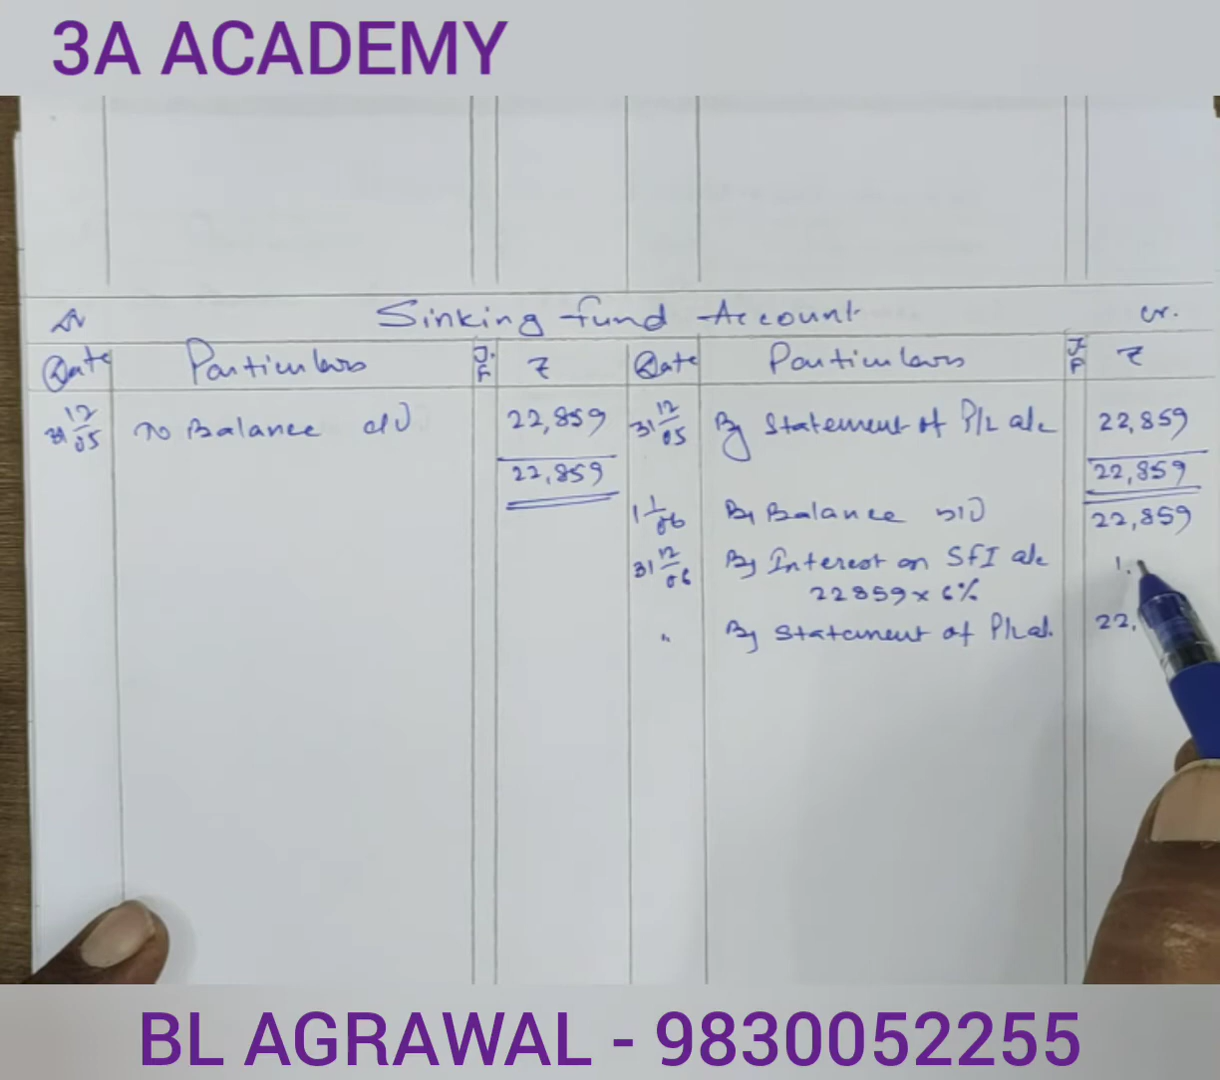 3A ACADEMY
Sinking Fund Account
Dr cr.
Date Particulars J.F ₹ Date Particulars J.F ₹
31 12/05 To Balance c/d 22,859 31 12/05 By Statement of P/L a/c 22,859
22,859 22,859
1 1/06 By Balance b/d 22,859
31 12/06 By Interest on SFI a/c 1.
22859 x 6%
" By Statement of P/L a/c. 22,
BL AGRAWAL - 9830052255